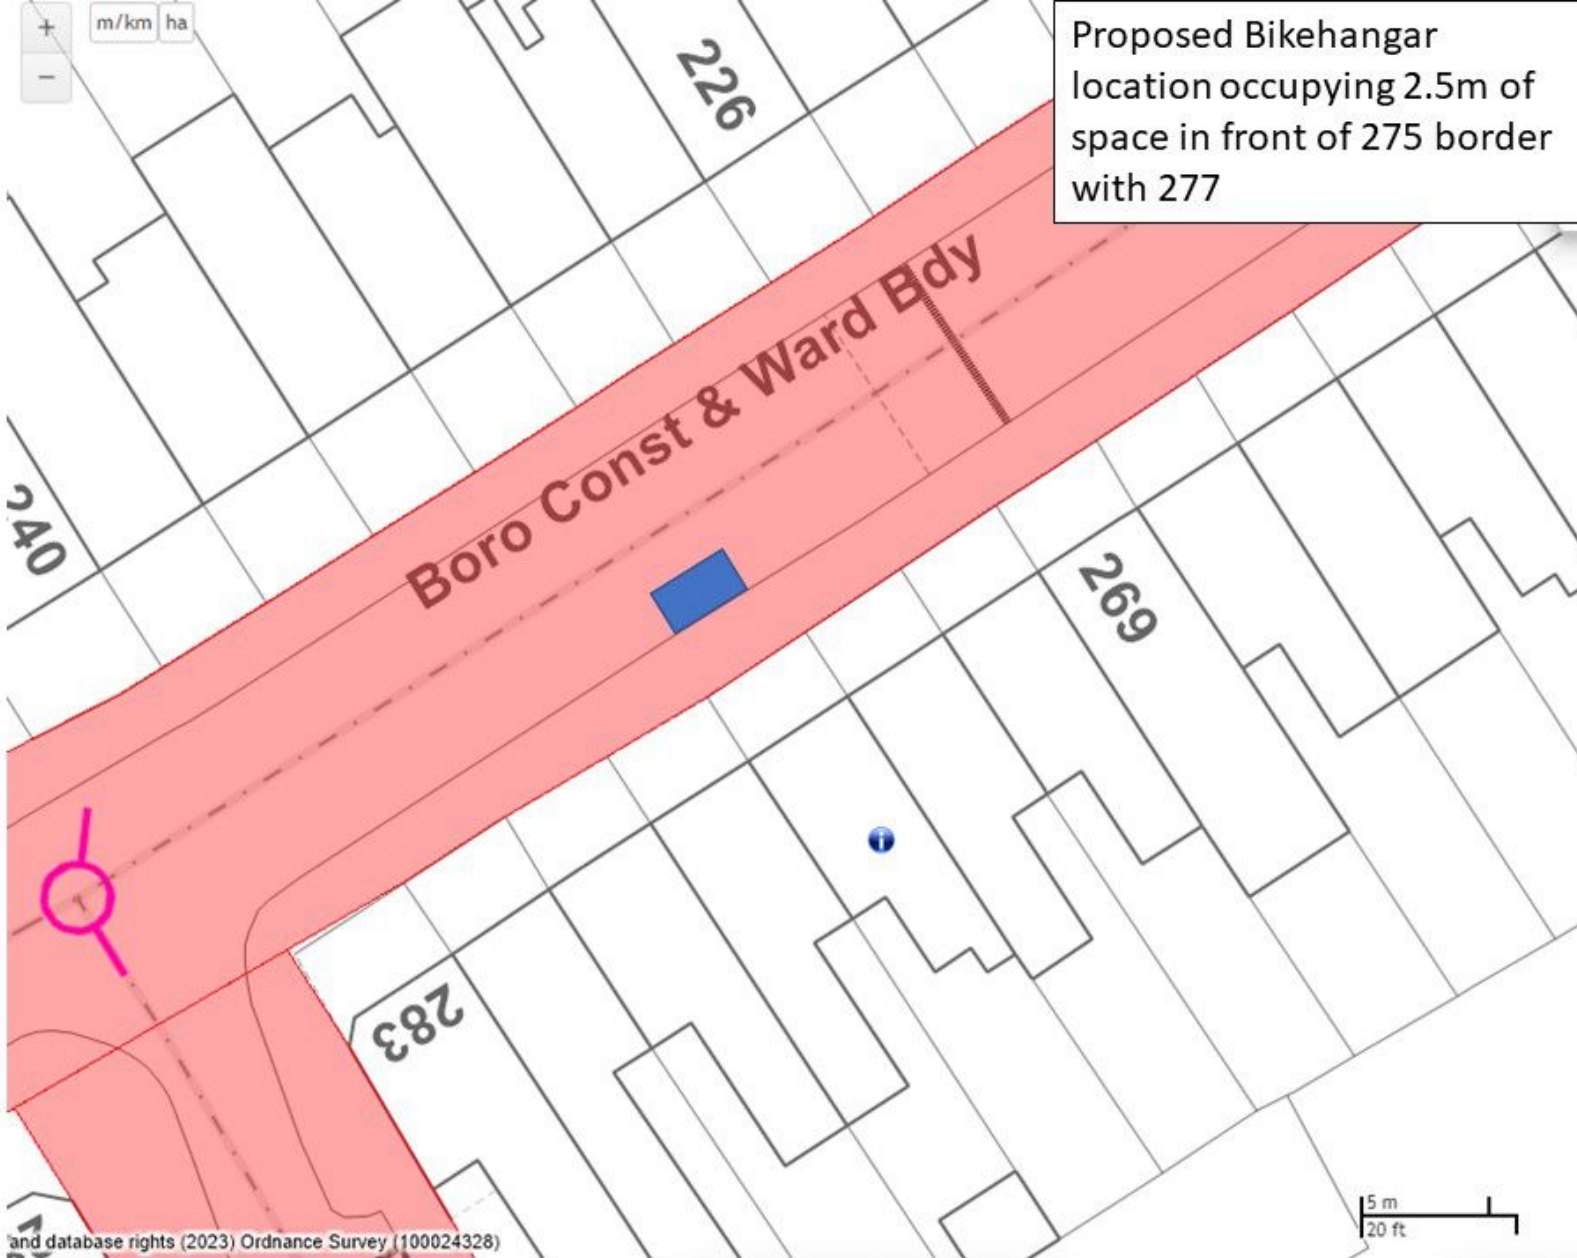 +
−
m/km ha
Proposed Bikehangar
location occupying 2.5m of
space in front of 275 border
with 277
226
Boro Const & Ward Bdy
240
269
283
5 m
20 ft
and database rights (2023) Ordnance Survey (100024328)